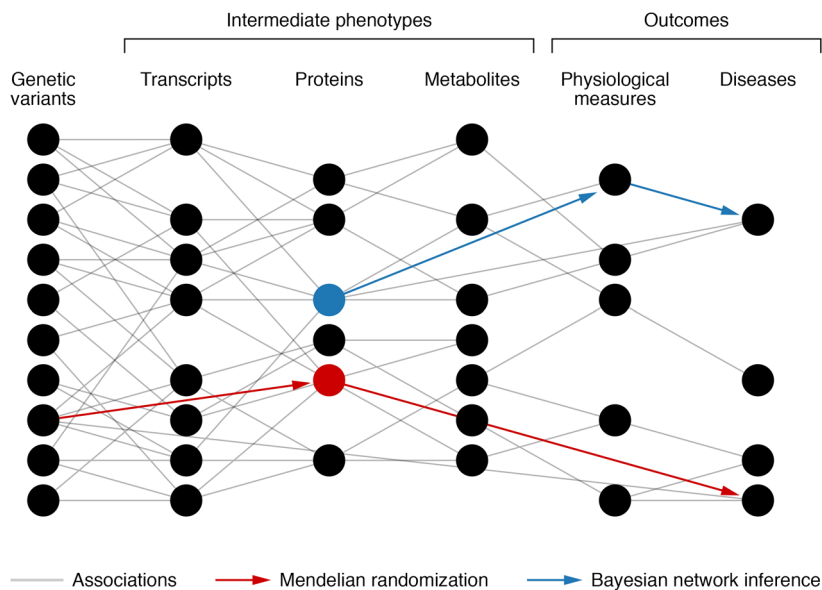 Intermediate phenotypes
Outcomes
Genetic
variants
Transcripts
Proteins
Metabolites
Physiological
measures
Diseases
Associations
Mendelian randomization
Bayesian network inference